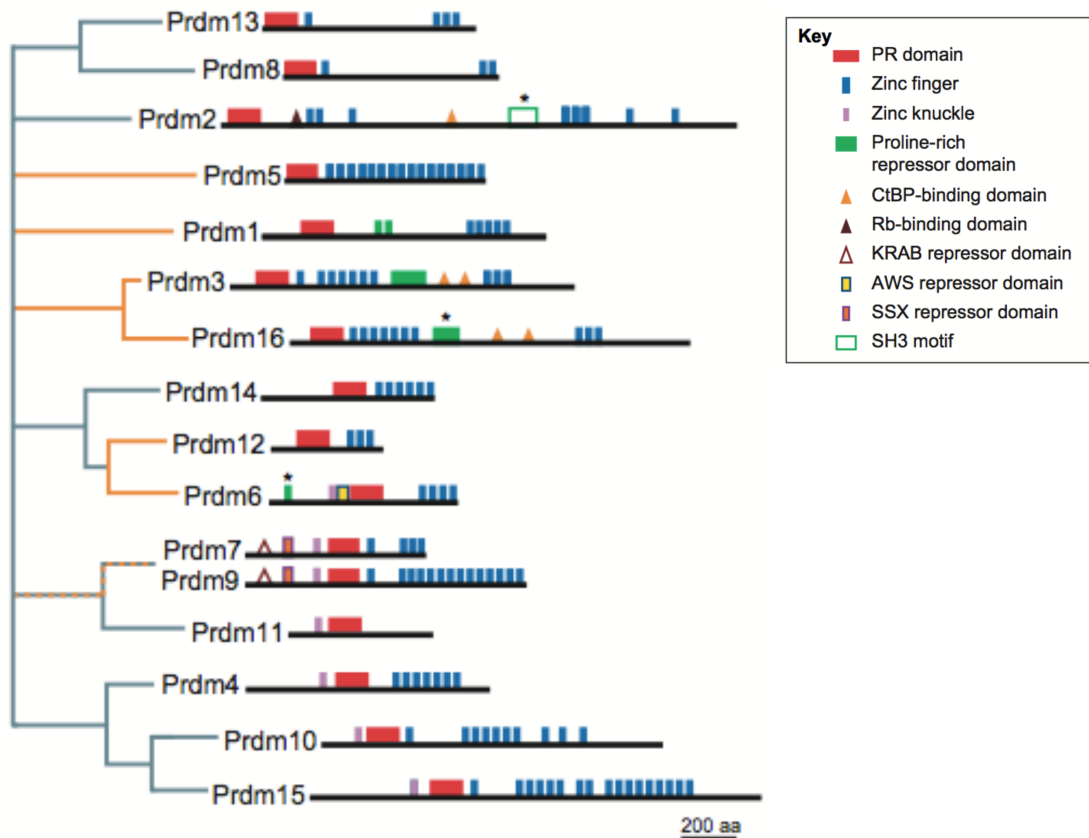 Prdm13
Prdm8
Prdm2
*
Prdm5
Prdm1
Prdm3
Prdm16
*
Prdm14
Prdm12
Prdm6
*
Prdm7
Prdm9
Prdm11
Prdm4
Prdm10
Prdm15
200 aa
Key
PR domain
Zinc finger
Zinc knuckle
Proline-rich
repressor domain
CtBP-binding domain
Rb-binding domain
KRAB repressor domain
AWS repressor domain
SSX repressor domain
SH3 motif